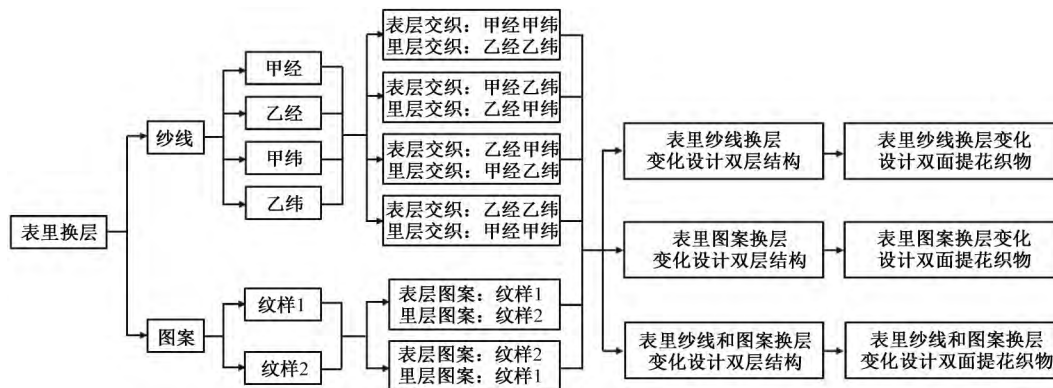 表里换层
纱线
图案
甲经
乙经
甲纬
乙纬
纹样1
纹样2
表层交织：甲经甲纬
里层交织：乙经乙纬
表层交织：甲经乙纬
里层交织：乙经甲纬
表层交织：乙经甲纬
里层交织：甲经乙纬
表层交织：乙经乙纬
里层交织：甲经甲纬
表层图案：纹样1
里层图案：纹样2
表层图案：纹样2
里层图案：纹样1
表里纱线换层
变化设计双层结构
表里纱线换层变化
设计双面提花织物
表里图案换层
变化设计双层结构
表里图案换层变化
设计双面提花织物
表里纱线和图案换层
变化设计双层结构
表里纱线和图案换层
变化设计双面提花织物